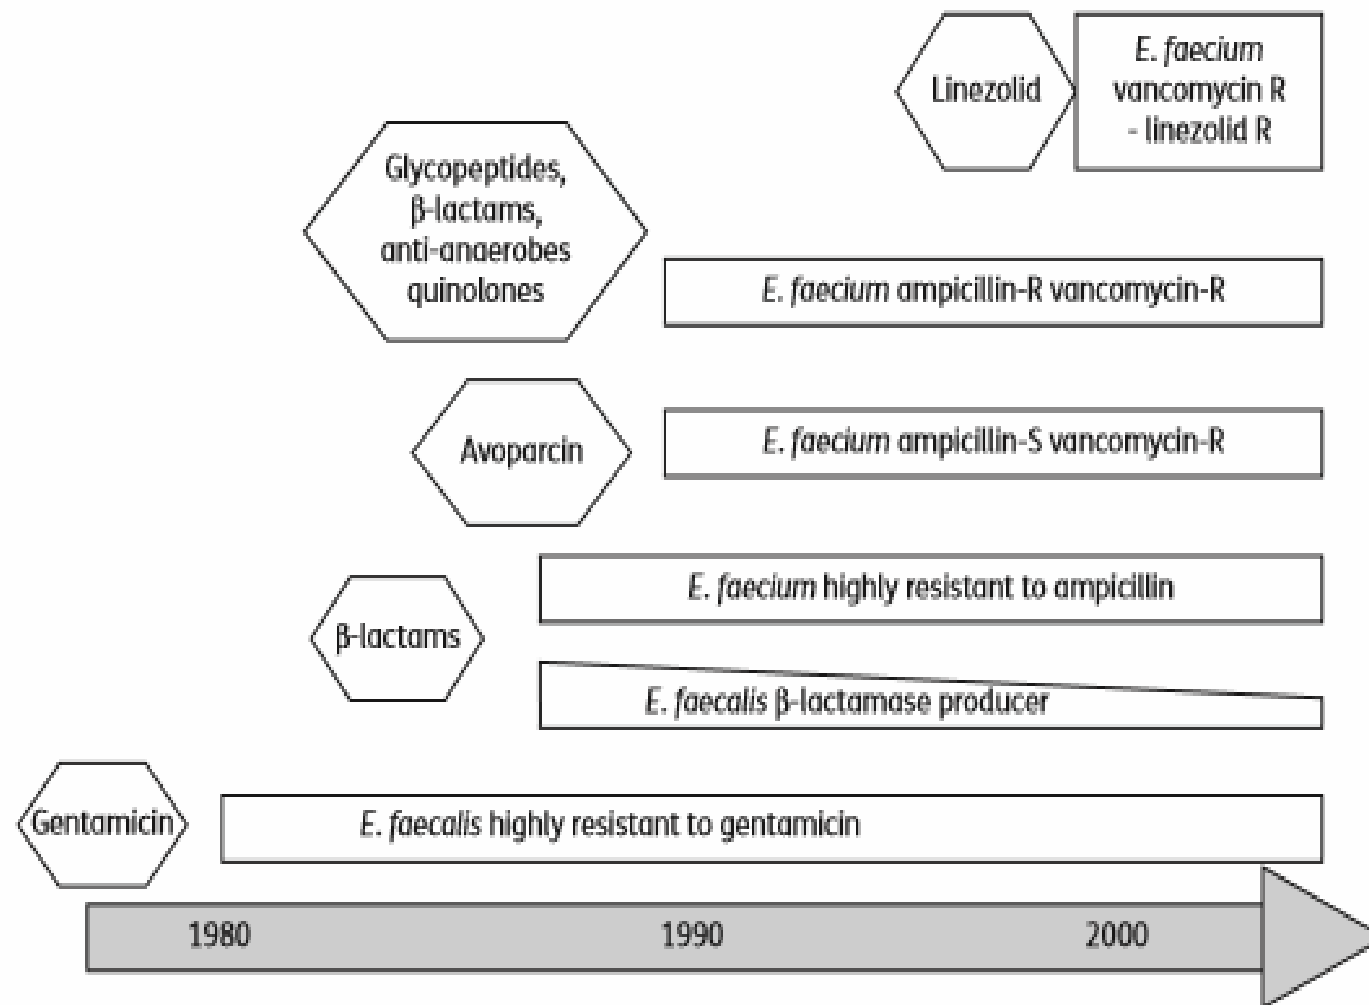 Linezolid
E. faecium
vancomycin R
- linezolid R
Glycopeptides,
β-lactams,
anti-anaerobes
quinolones
E. faecium ampicillin-R vancomycin-R
Avoparcin
E. faecium ampicillin-S vancomycin-R
β-lactams
E. faecium highly resistant to ampicillin
E. faecalis β-lactamase producer
Gentamicin
E. faecalis highly resistant to gentamicin
1980 1990 2000